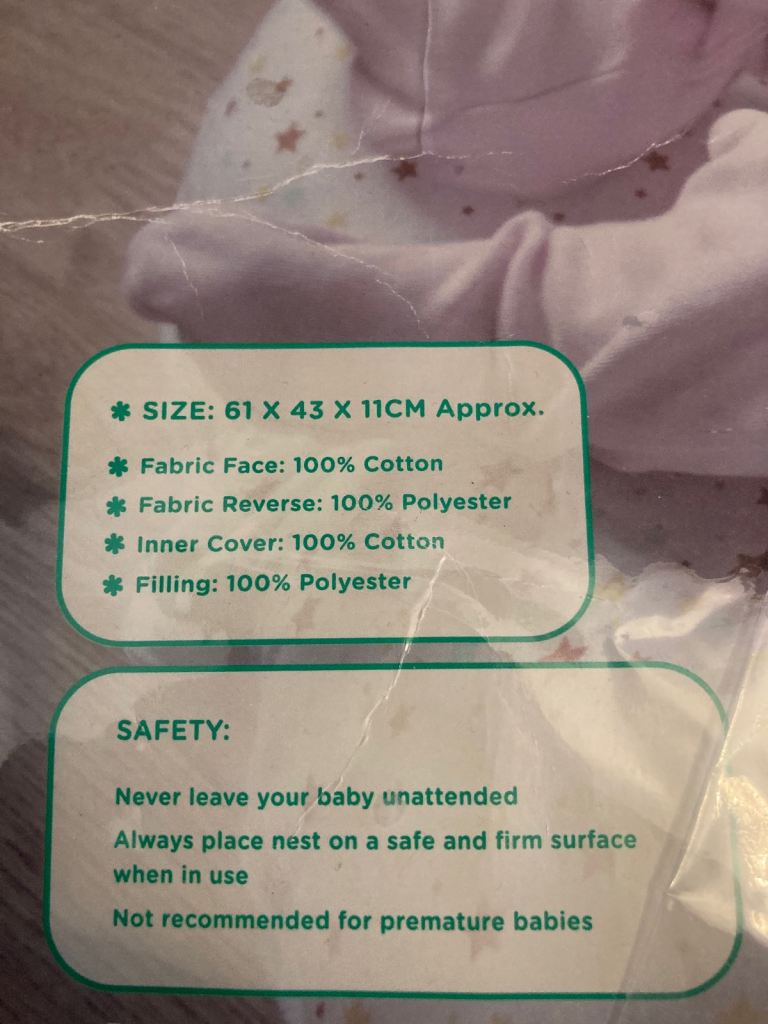 ✱ SIZE: 61 X 43 X 11CM Approx.
✱ Fabric Face: 100% Cotton
✱ Fabric Reverse: 100% Polyester
✱ Inner Cover: 100% Cotton
✱ Filling: 100% Polyester
SAFETY:
Never leave your baby unattended
Always place nest on a safe and firm surface
when in use
Not recommended for premature babies